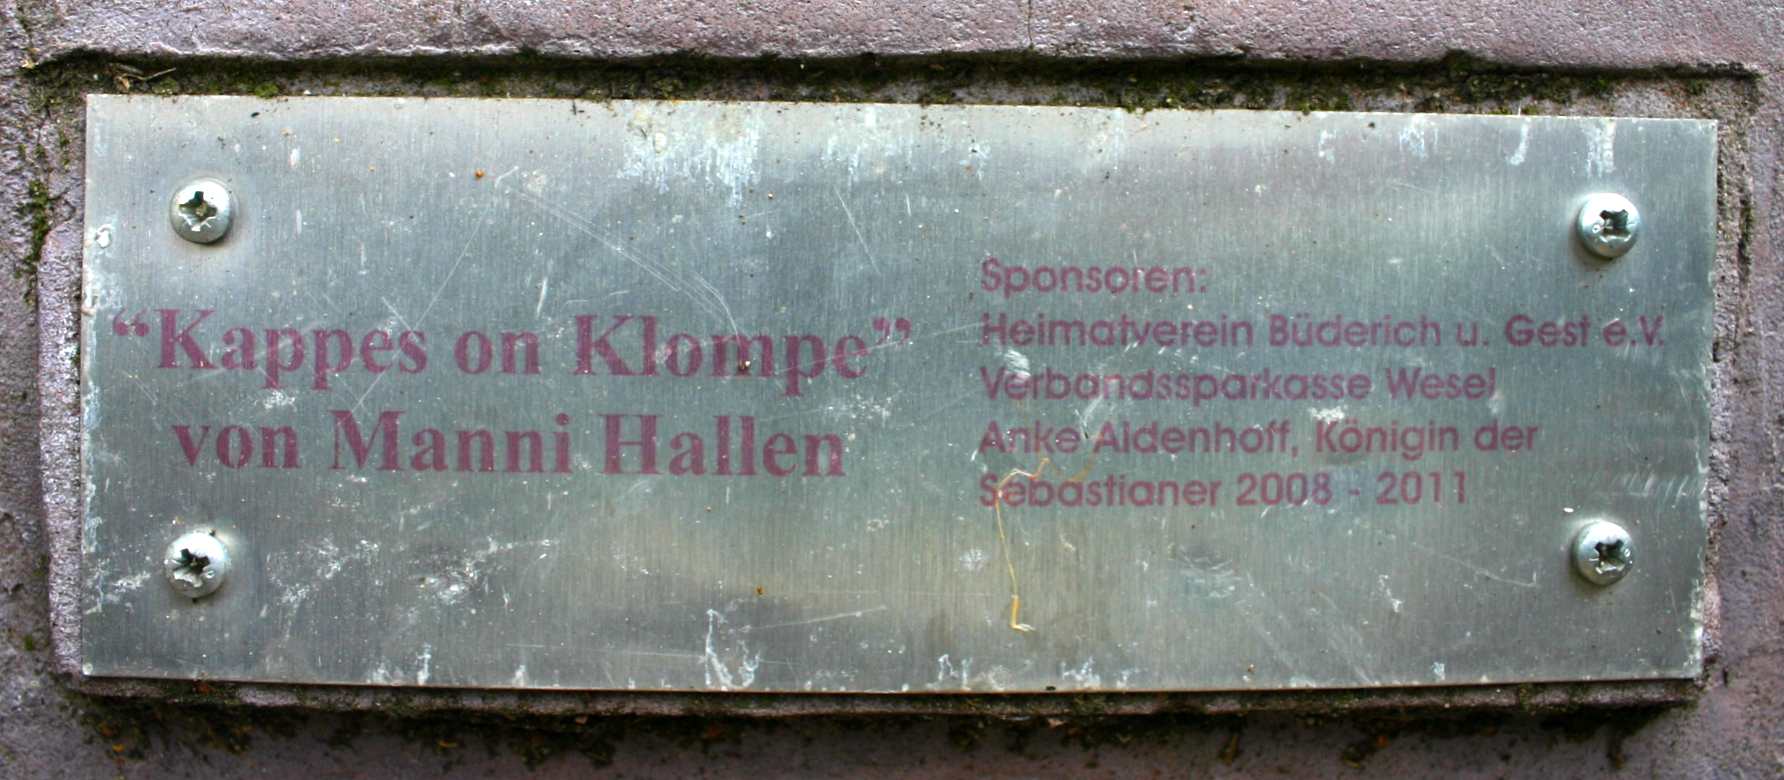 “Kappes on Klompe”
von Manni Hallen
Sponsoren:
Heimatverein Büderich u. Gest e.V.
Verbandssparkasse Wesel
Anke Aldenhoff, Königin der
Sebastianer 2008 - 2011